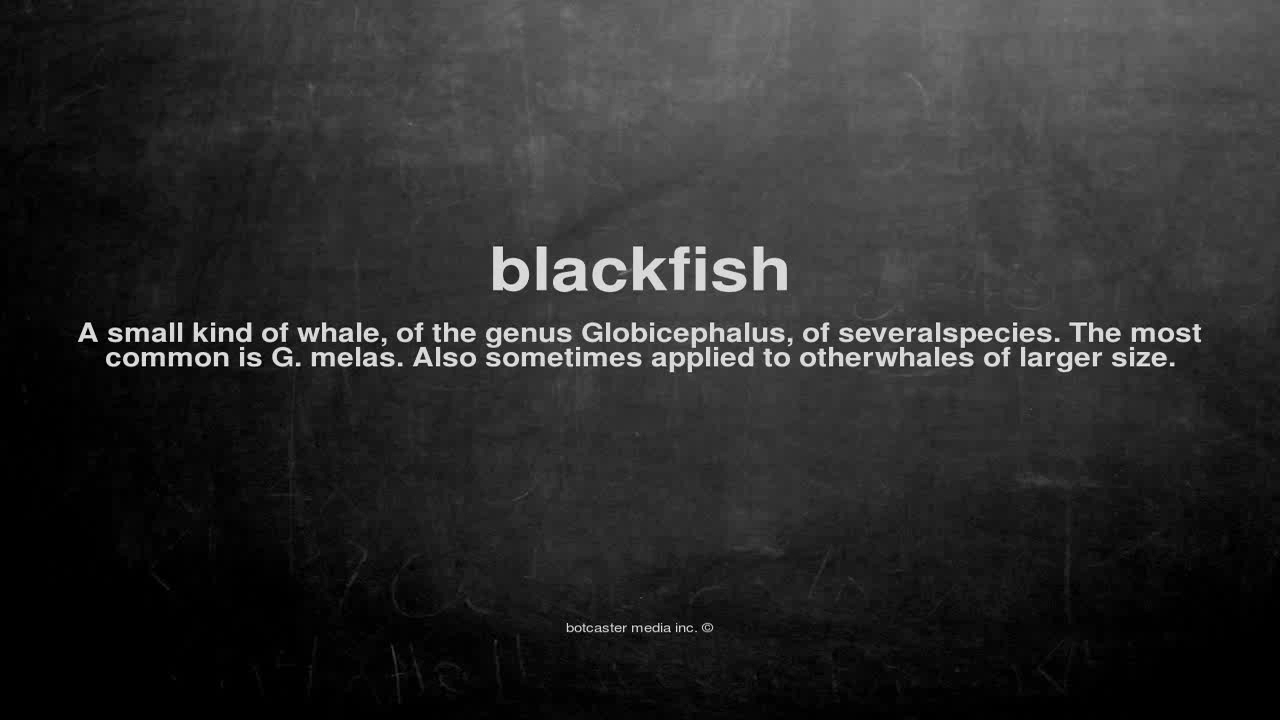 blackfish
A small kind of whale, of the genus Globicephalus, of severalspecies. The most
common is G. melas. Also sometimes applied to otherwhales of larger size.
botcaster media inc. ©